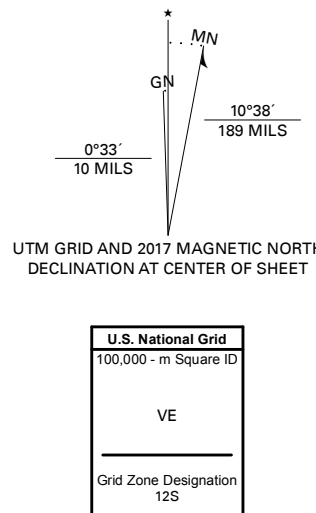 ★
MN
GN
10°38´
189 MILS
0°33´
10 MILS
UTM GRID AND 2017 MAGNETIC NORTH
DECLINATION AT CENTER OF SHEET
U.S. National Grid
100,000 - m Square ID
VE
Grid Zone Designation
12S